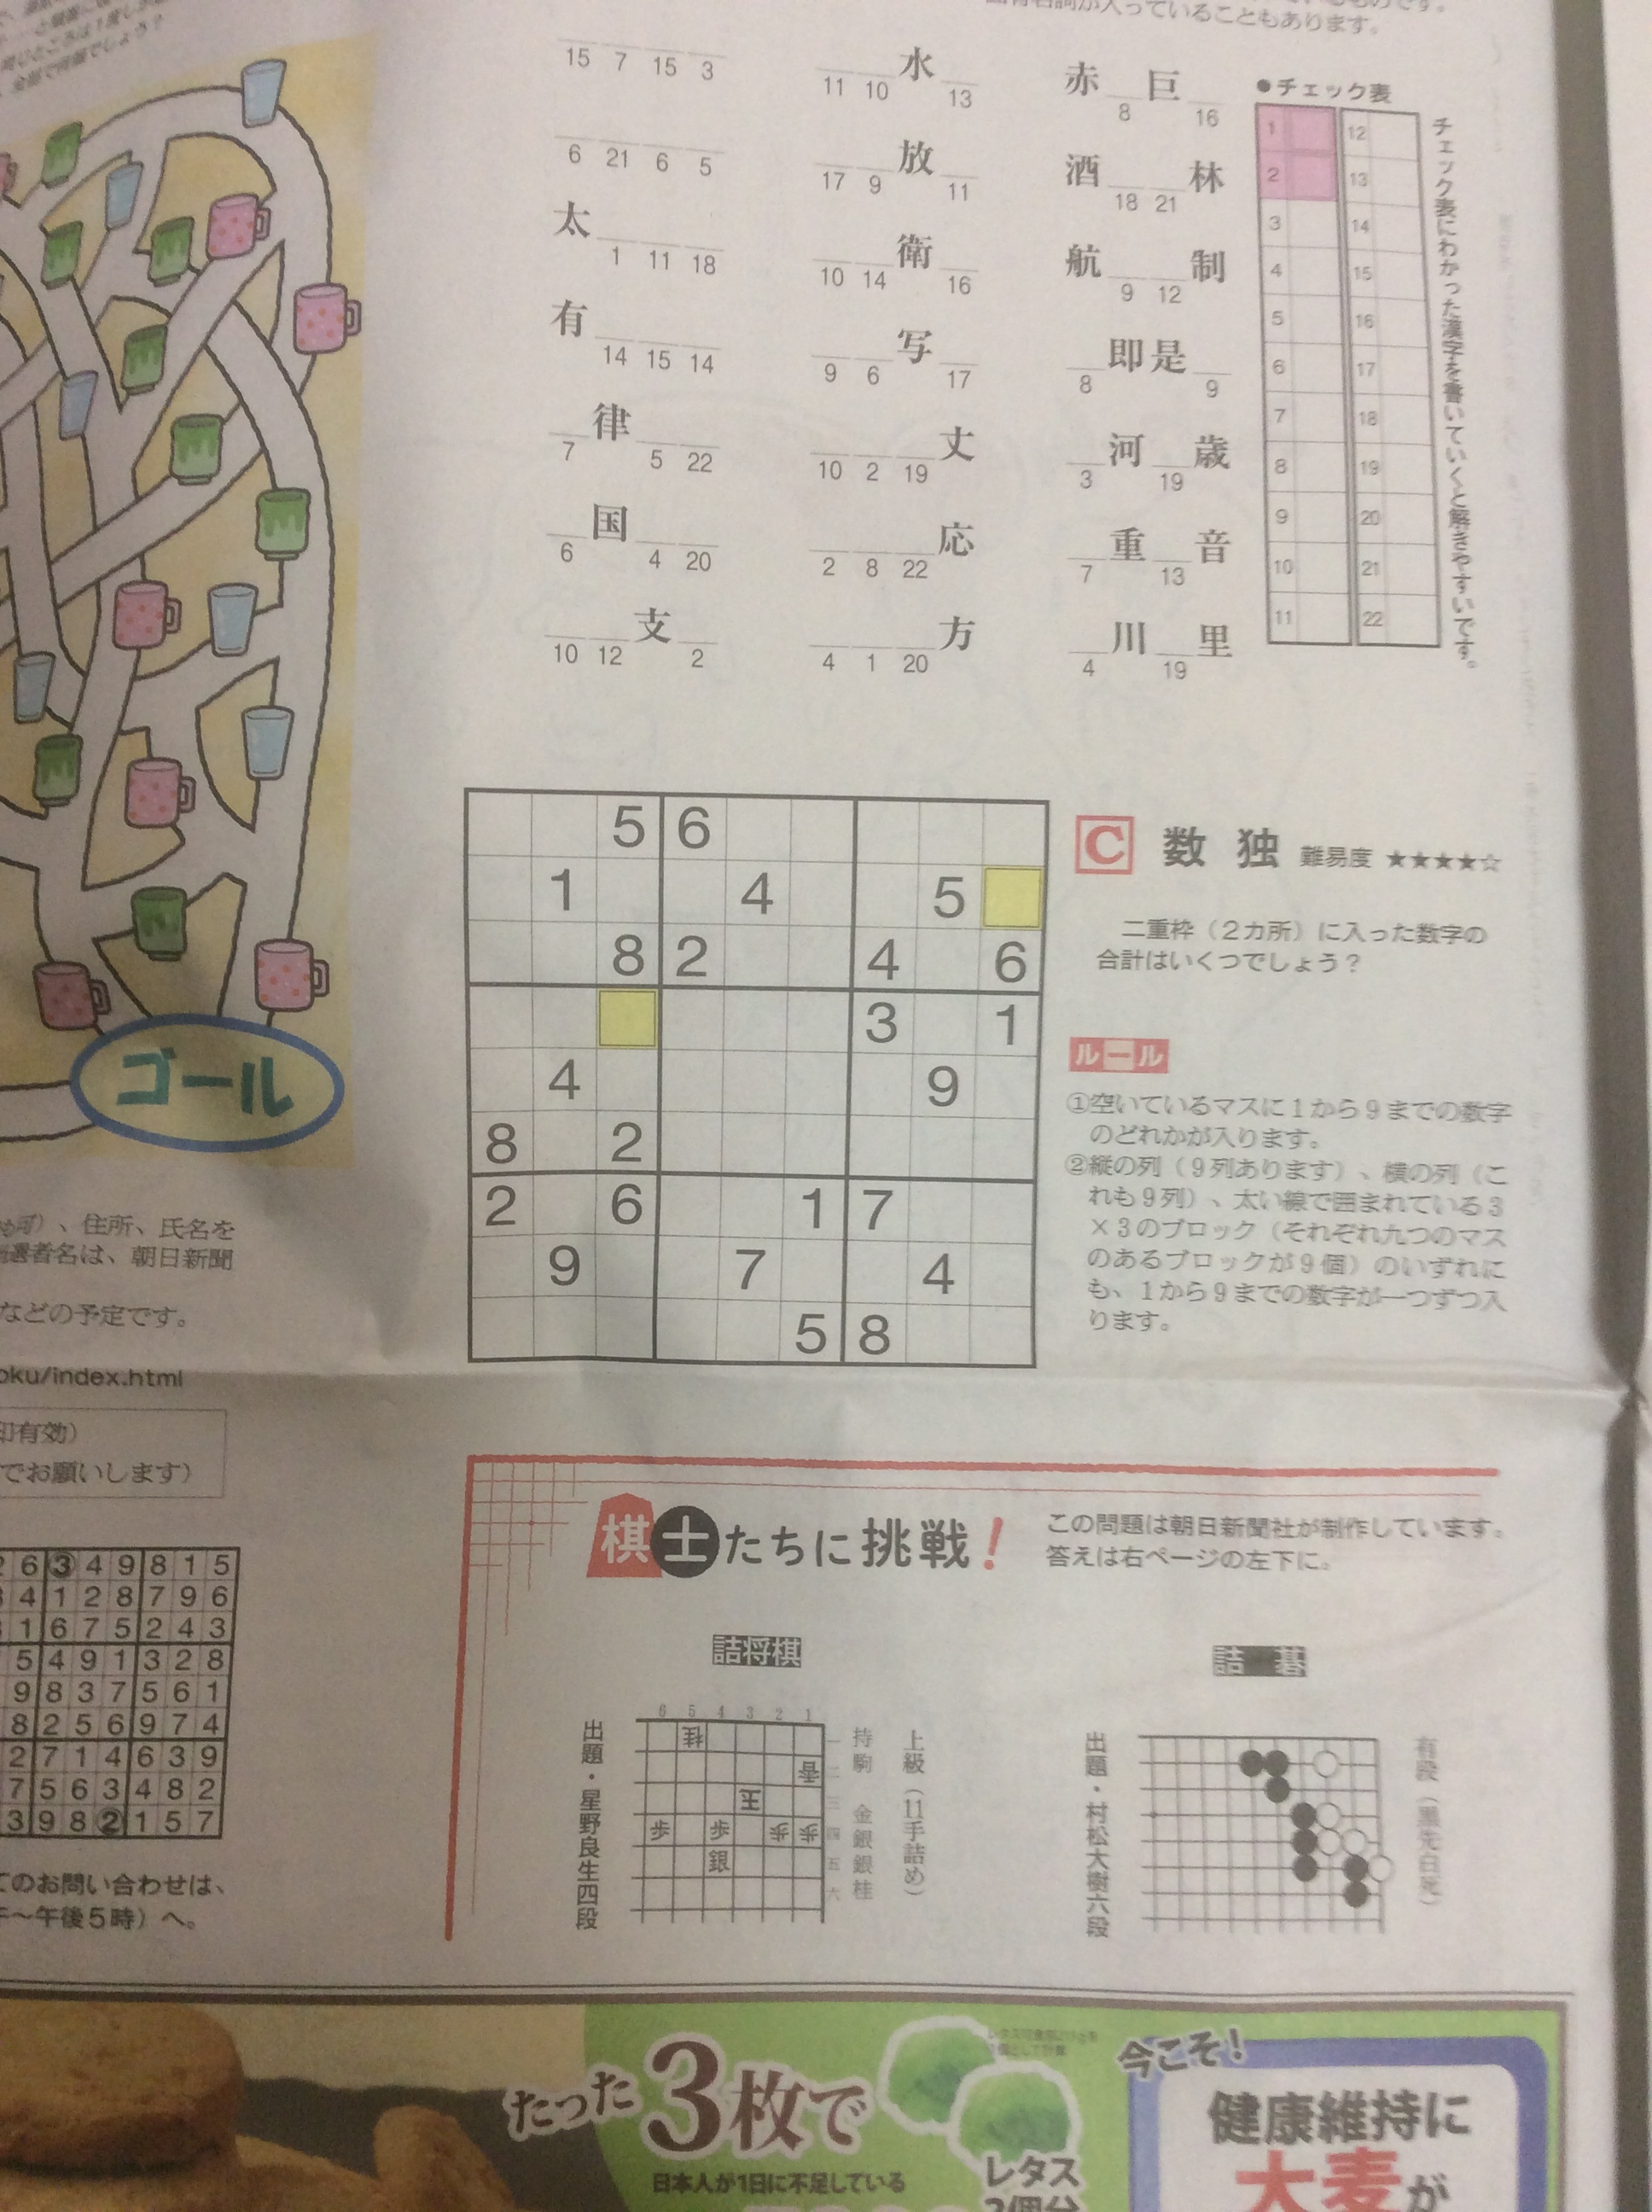 固有名詞が入っていることもあります。
●チェック表
チェック表にわかった漢字を書いていくと解きやすいです。
1 12
2 13
3 14
4 15
5 16
6 17
7 18
8 19
9 20
10 21
11 22
赤 巨
8 16
酒 林
18 21
航 制
9 12
即是
8 9
河 歳
3 19
重 音
7 13
川 里
4 19
水
11 10 13
放
17 9 11
衛
10 14 16
写
9 6 17
丈
10 2 19
応
2 8 22
方
4 1 20
15 7 15 3
6 21 6 5
太
1 11 18
有
14 15 14
律
7 5 22
国
6 4 20
支
10 12 2
ゴール
C 数独 難易度 ★★★★☆
二重枠（2カ所）に入った数字の
合計はいくつでしょう？
ルール
①空いているマスに1から9までの数字
のどれかが入ります。
②縦の列（9列あります）、横の列（こ
れも9列）、太い線で囲まれている3
×3のブロック（それぞれ九つのマス
のあるブロックが9個）のいずれに
も、1から9までの数字が一つずつ入
ります。
5 6
1 4 5
8 2 4 6
3 1
4 9
8 2
2 6 1 7
9 7 4
5 8
）、住所、氏名を
選者名は、朝日新聞
などの予定です。
oku/index.html
印有効）
でお願いします）
6 3 4 9 8 1 5
4 1 2 8 7 9 6
1 6 7 5 2 4 3
5 4 9 1 3 2 8
9 8 3 7 5 6 1
8 2 5 6 9 7 4
2 7 1 4 6 3 9
7 5 6 3 4 8 2
3 9 8 2 1 5 7
てのお問い合わせは、
～午後5時）へ。
棋士たちに挑戦！
この問題は朝日新聞社が制作しています。
答えは右ページの左下に。
詰将棋
出題・星野良生四段
上級（11手詰め）
持駒 金銀銀桂
6 5 4 3 2 1
一
二
三
四
五
六
桂
香
王
歩 歩 歩 歩
銀
詰碁
出題・村松大樹六段
有段（黒先白死）
たった3枚で
日本人が1日に不足している
レタス
今こそ！
健康維持に
大麦が